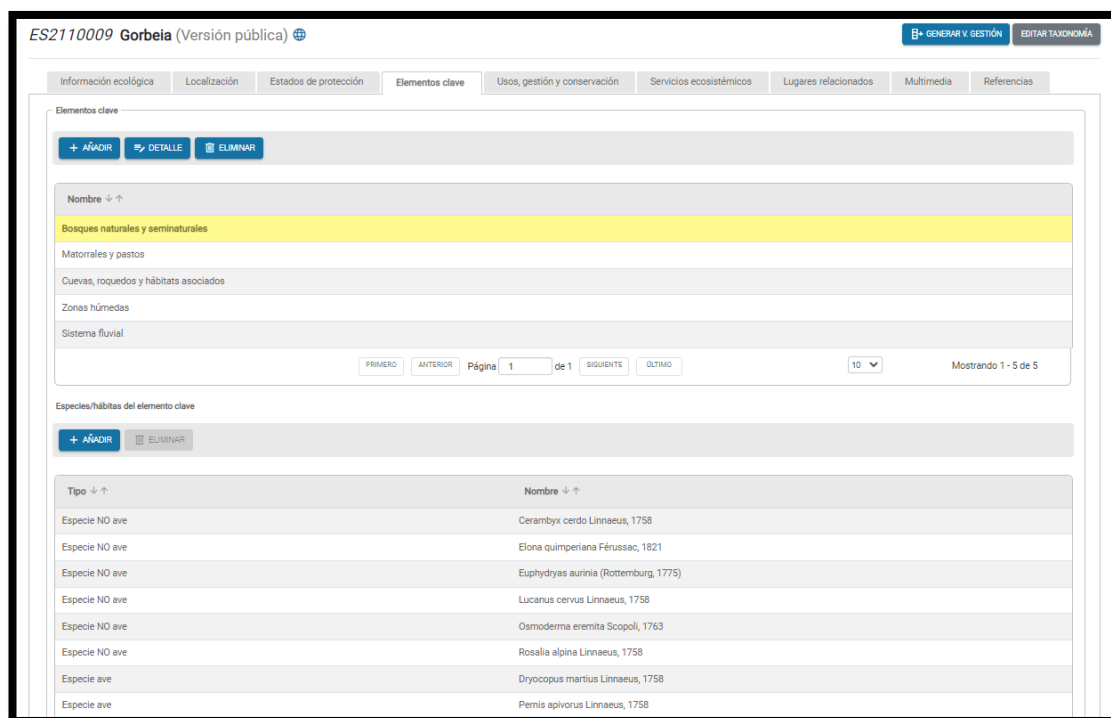 ES2110009 Gorbeia (Versión pública)
GENERAR V. GESTIÓN EDITAR TAXONOMÍA
Información ecológica Localización Estados de protección Elementos clave Usos, gestión y conservación Servicios ecosistémicos Lugares relacionados Multimedia Referencias
Elementos clave
+ AÑADIR DETALLE ELIMINAR
Nombre ↓ ↑
Bosques naturales y seminaturales
Matorrales y pastos
Cuevas, roquedos y hábitats asociados
Zonas húmedas
Sistema fluvial
PRIMERO ANTERIOR Página 1 de 1 SIGUIENTE ÚLTIMO 10 Mostrando 1 - 5 de 5
Especies/hábitas del elemento clave
+ AÑADIR ELIMINAR
Tipo ↓ ↑ Nombre ↓ ↑
Especie NO ave Cerambyx cerdo Linnaeus, 1758
Especie NO ave Elona quimperiana Férussac, 1821
Especie NO ave Euphydryas aurinia (Rottemburg, 1775)
Especie NO ave Lucanus cervus Linnaeus, 1758
Especie NO ave Osmoderma eremita Scopoli, 1763
Especie NO ave Rosalia alpina Linnaeus, 1758
Especie ave Dryocopus martius Linnaeus, 1758
Especie ave Pernis apivorus Linnaeus, 1758